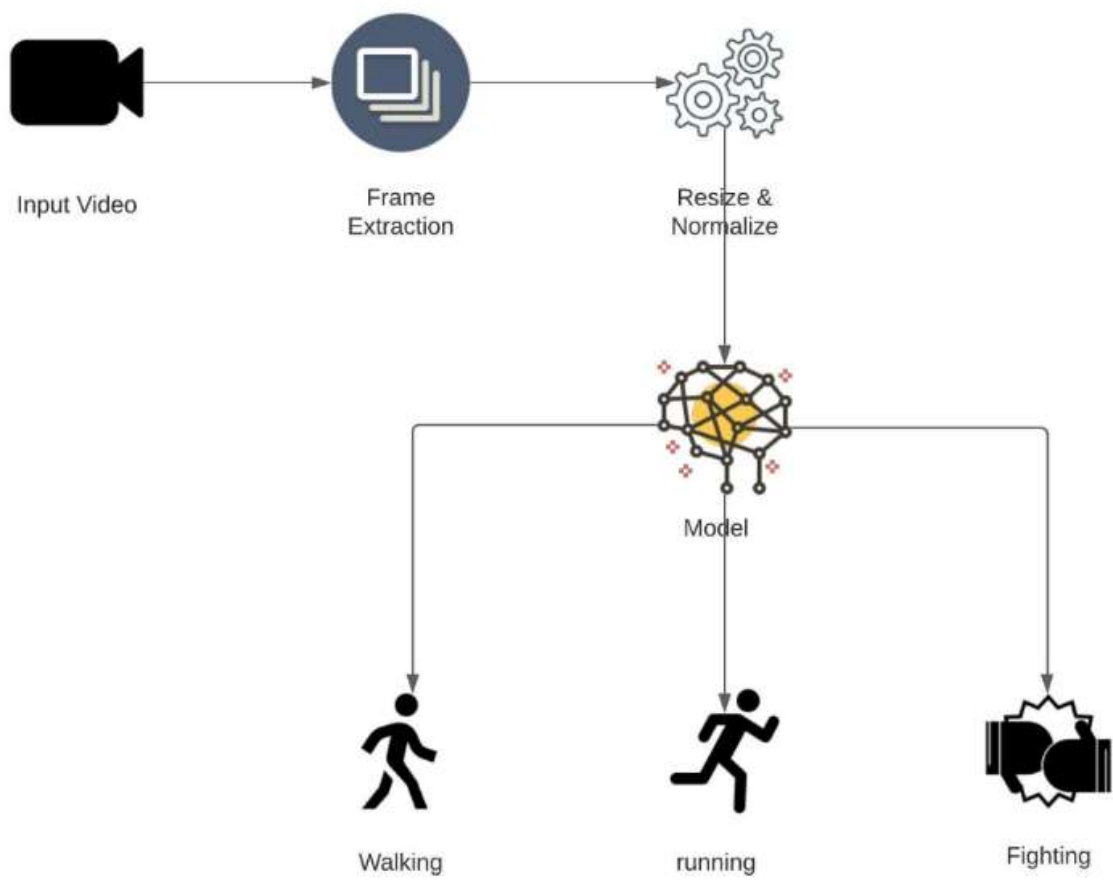 Input Video
Frame
Extraction
Resize &
Normalize
Model
Walking
running
Fighting